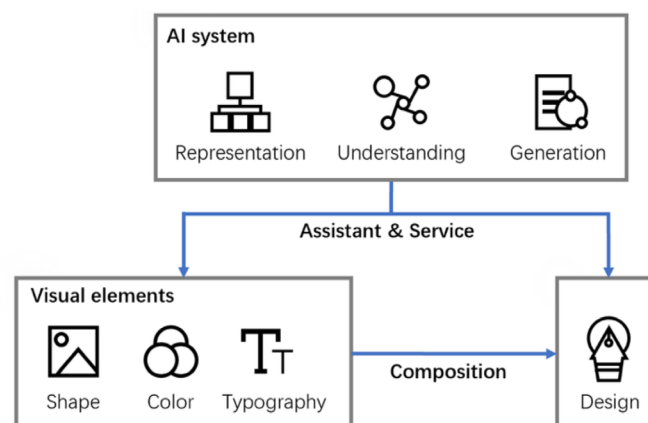 AI system
Representation Understanding Generation
Assistant & Service
Visual elements
Shape Color Typography
Composition
Design